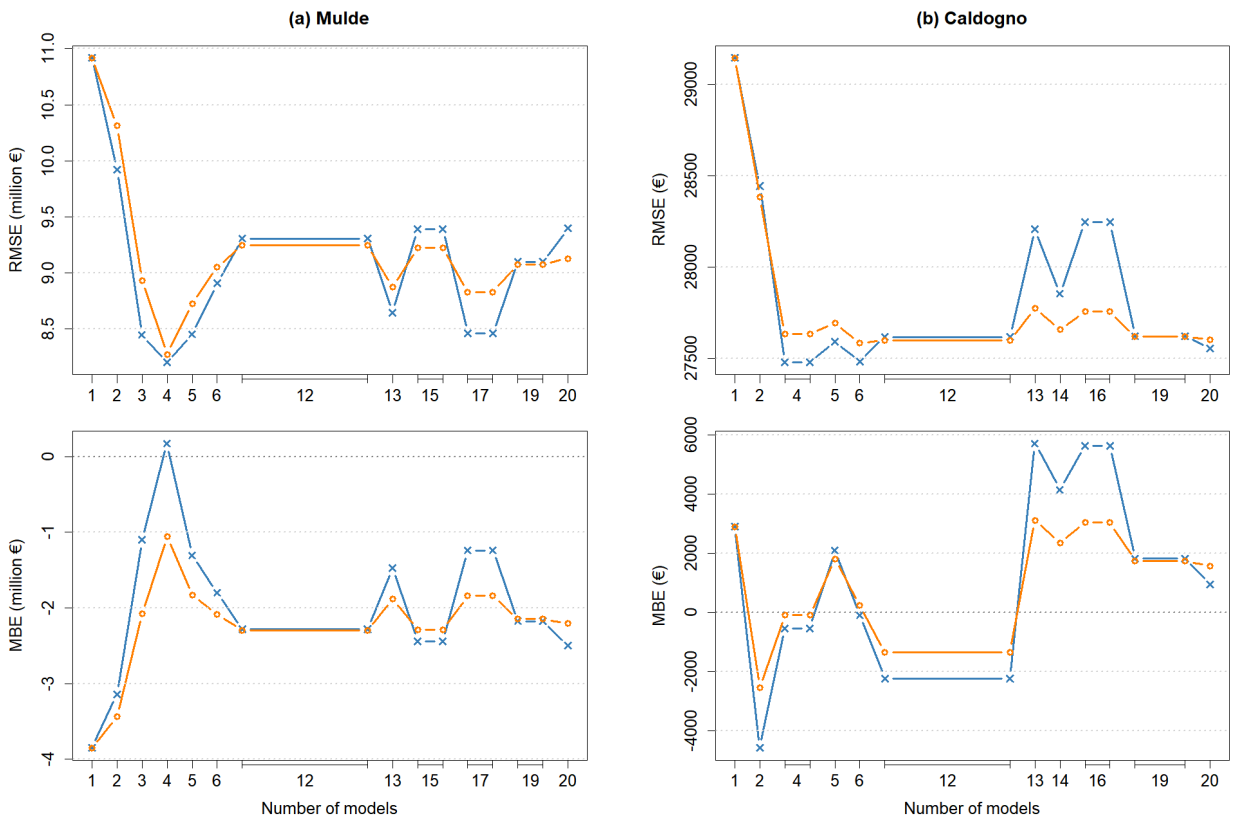 (a) Mulde
RMSE (million €)
11.0
10.5
10.0
9.5
9.0
8.5
1 2 3 4 5 6 12 13 15 17 19 20
(b) Caldogno
RMSE (€)
29000
28500
28000
27500
1 2 4 5 6 12 13 14 16 19 20
MBE (million €)
0
-1
-2
-3
-4
1 2 3 4 5 6 12 13 15 17 19 20
Number of models
MBE (€)
6000
4000
2000
0
-2000
-4000
1 2 4 5 6 12 13 14 16 19 20
Number of models